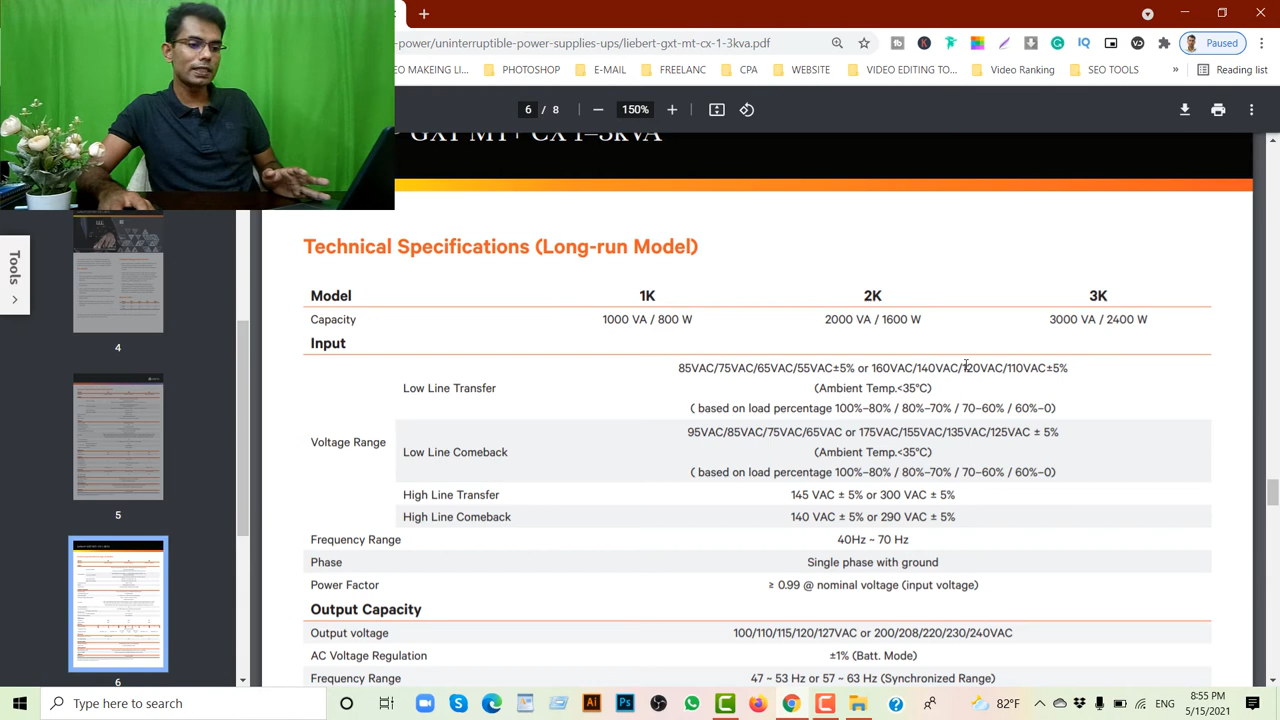 -power/uninterruptible-power-supplies-ups/liebert-gxt-mt-cx-1-3kva.pdf
Paused
EO MAKEING LI...
PHOTOSHOP
E-MAIL
FREELANC
CPA
WEBSITE
VIDEO EDITING TO...
Video Ranking
SEO TOOLS
»
Reading list
6 / 8
150%
GXT MT+ CX 1–3kVA
Tools
4
5
6
Technical Specifications (Long-run Model)
Model 1K 2K 3K
Capacity 1000 VA / 800 W 2000 VA / 1600 W 3000 VA / 2400 W
Input
85VAC/75VAC/65VAC/55VAC±5% or 160VAC/140VAC/120VAC/110VAC±5%
Low Line Transfer (Ambient Temp.<35°C)
( based on load percentage 100%–80% / 80%–70% / 70–60% / 60%–0)
95VAC/85VAC/75VAC/65VAC or 175VAC/155VAC/135VAC/125VAC ± 5%
Voltage Range
Low Line Comeback (Ambient Temp.<35°C)
( based on load percentage 100%–80% / 80%–70% / 70–60% / 60%–0)
High Line Transfer 145 VAC ± 5% or 300 VAC ± 5%
High Line Comeback 140 VAC ± 5% or 290 VAC ± 5%
Frequency Range 40Hz ~ 70 Hz
Phase Single phase with ground
Power Factor 0.99 @ nominal voltage (input voltage)
Output Capacity
Output voltage 100/110/115/120/127VAC or 200/208/220/230/240VAC
AC Voltage Regulation ±1% (Batt. Mode)
Frequency Range 47 ~ 53 Hz or 57 ~ 63 Hz (Synchronized Range)
Type here to search
82°F
ENG
8:55 PM
5/15/2021